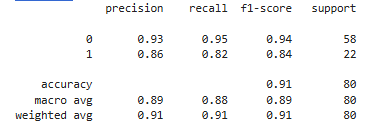 precision recall f1-score support
0 0.93 0.95 0.94 58
1 0.86 0.82 0.84 22
accuracy 0.91 80
macro avg 0.89 0.88 0.89 80
weighted avg 0.91 0.91 0.91 80